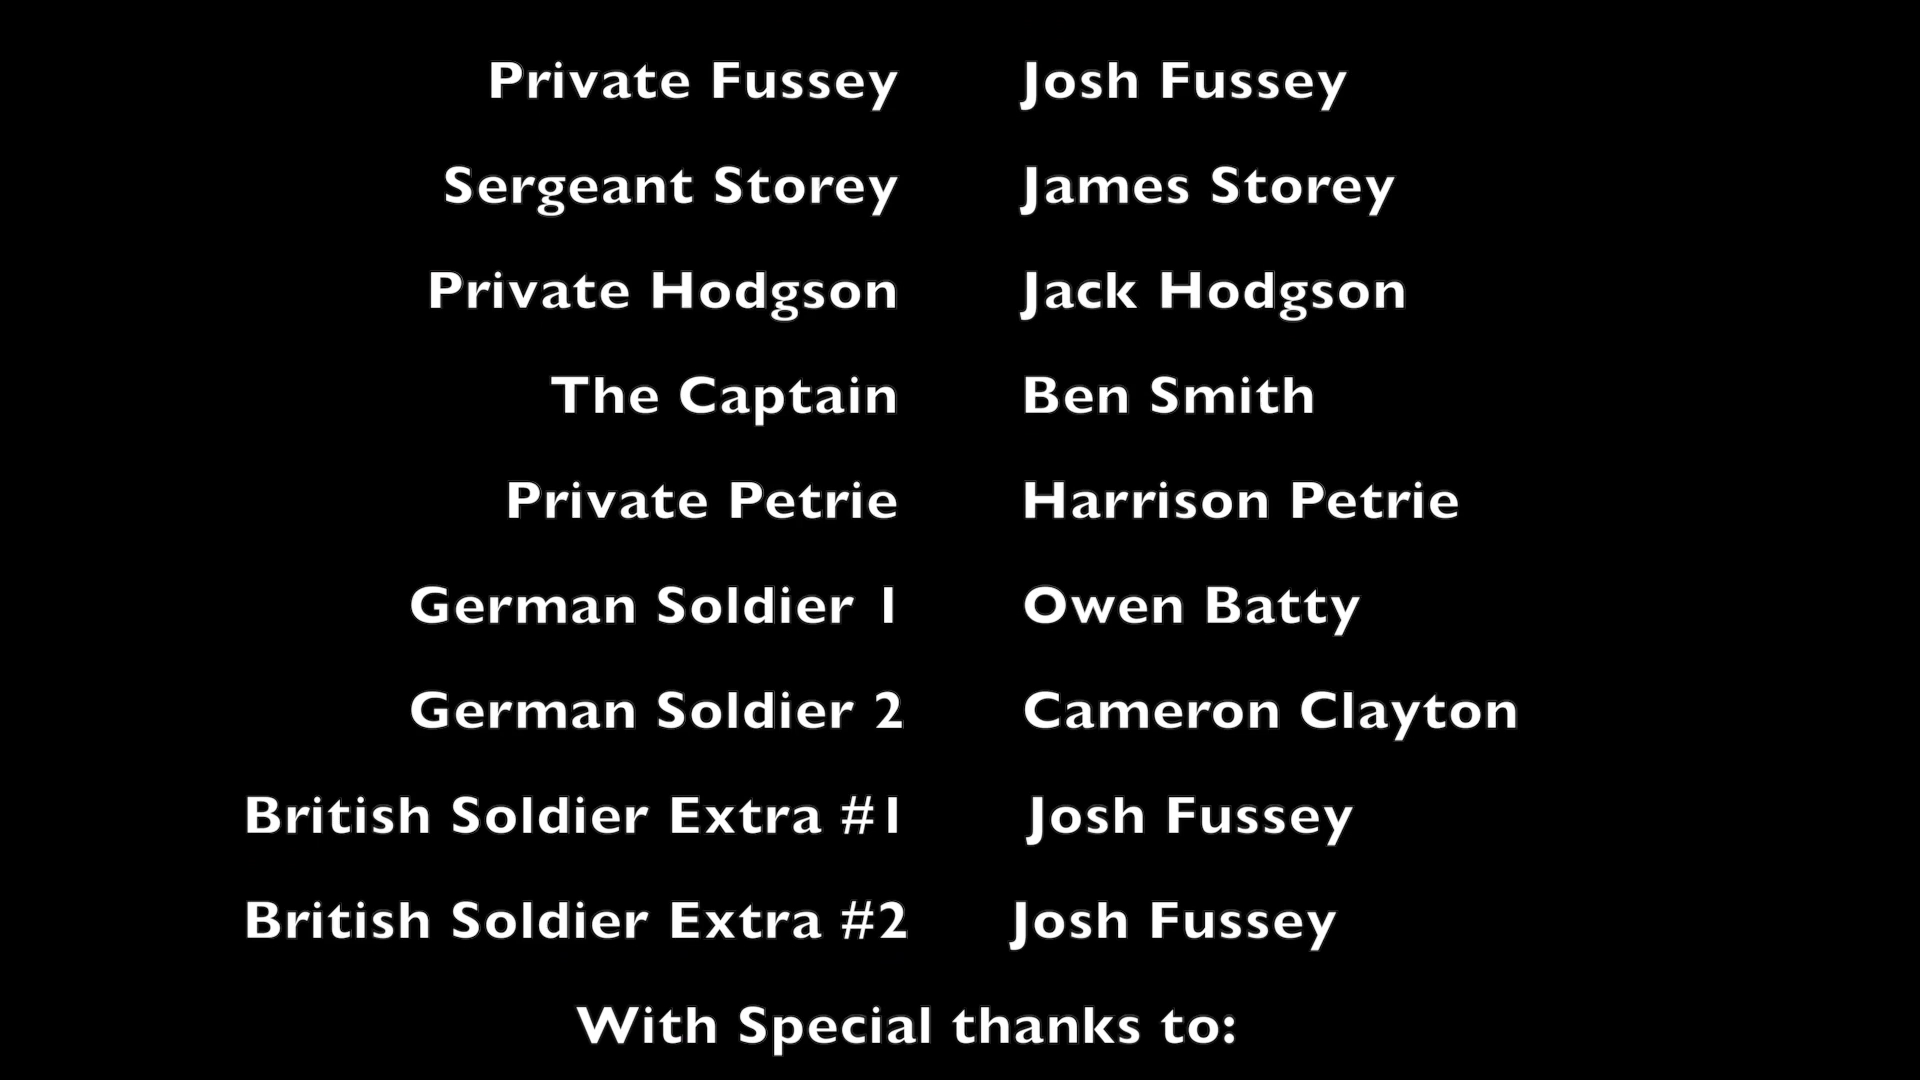 Private Fussey Josh Fussey
Sergeant Storey James Storey
Private Hodgson Jack Hodgson
The Captain Ben Smith
Private Petrie Harrison Petrie
German Soldier 1 Owen Batty
German Soldier 2 Cameron Clayton
British Soldier Extra #1 Josh Fussey
British Soldier Extra #2 Josh Fussey
With Special thanks to: